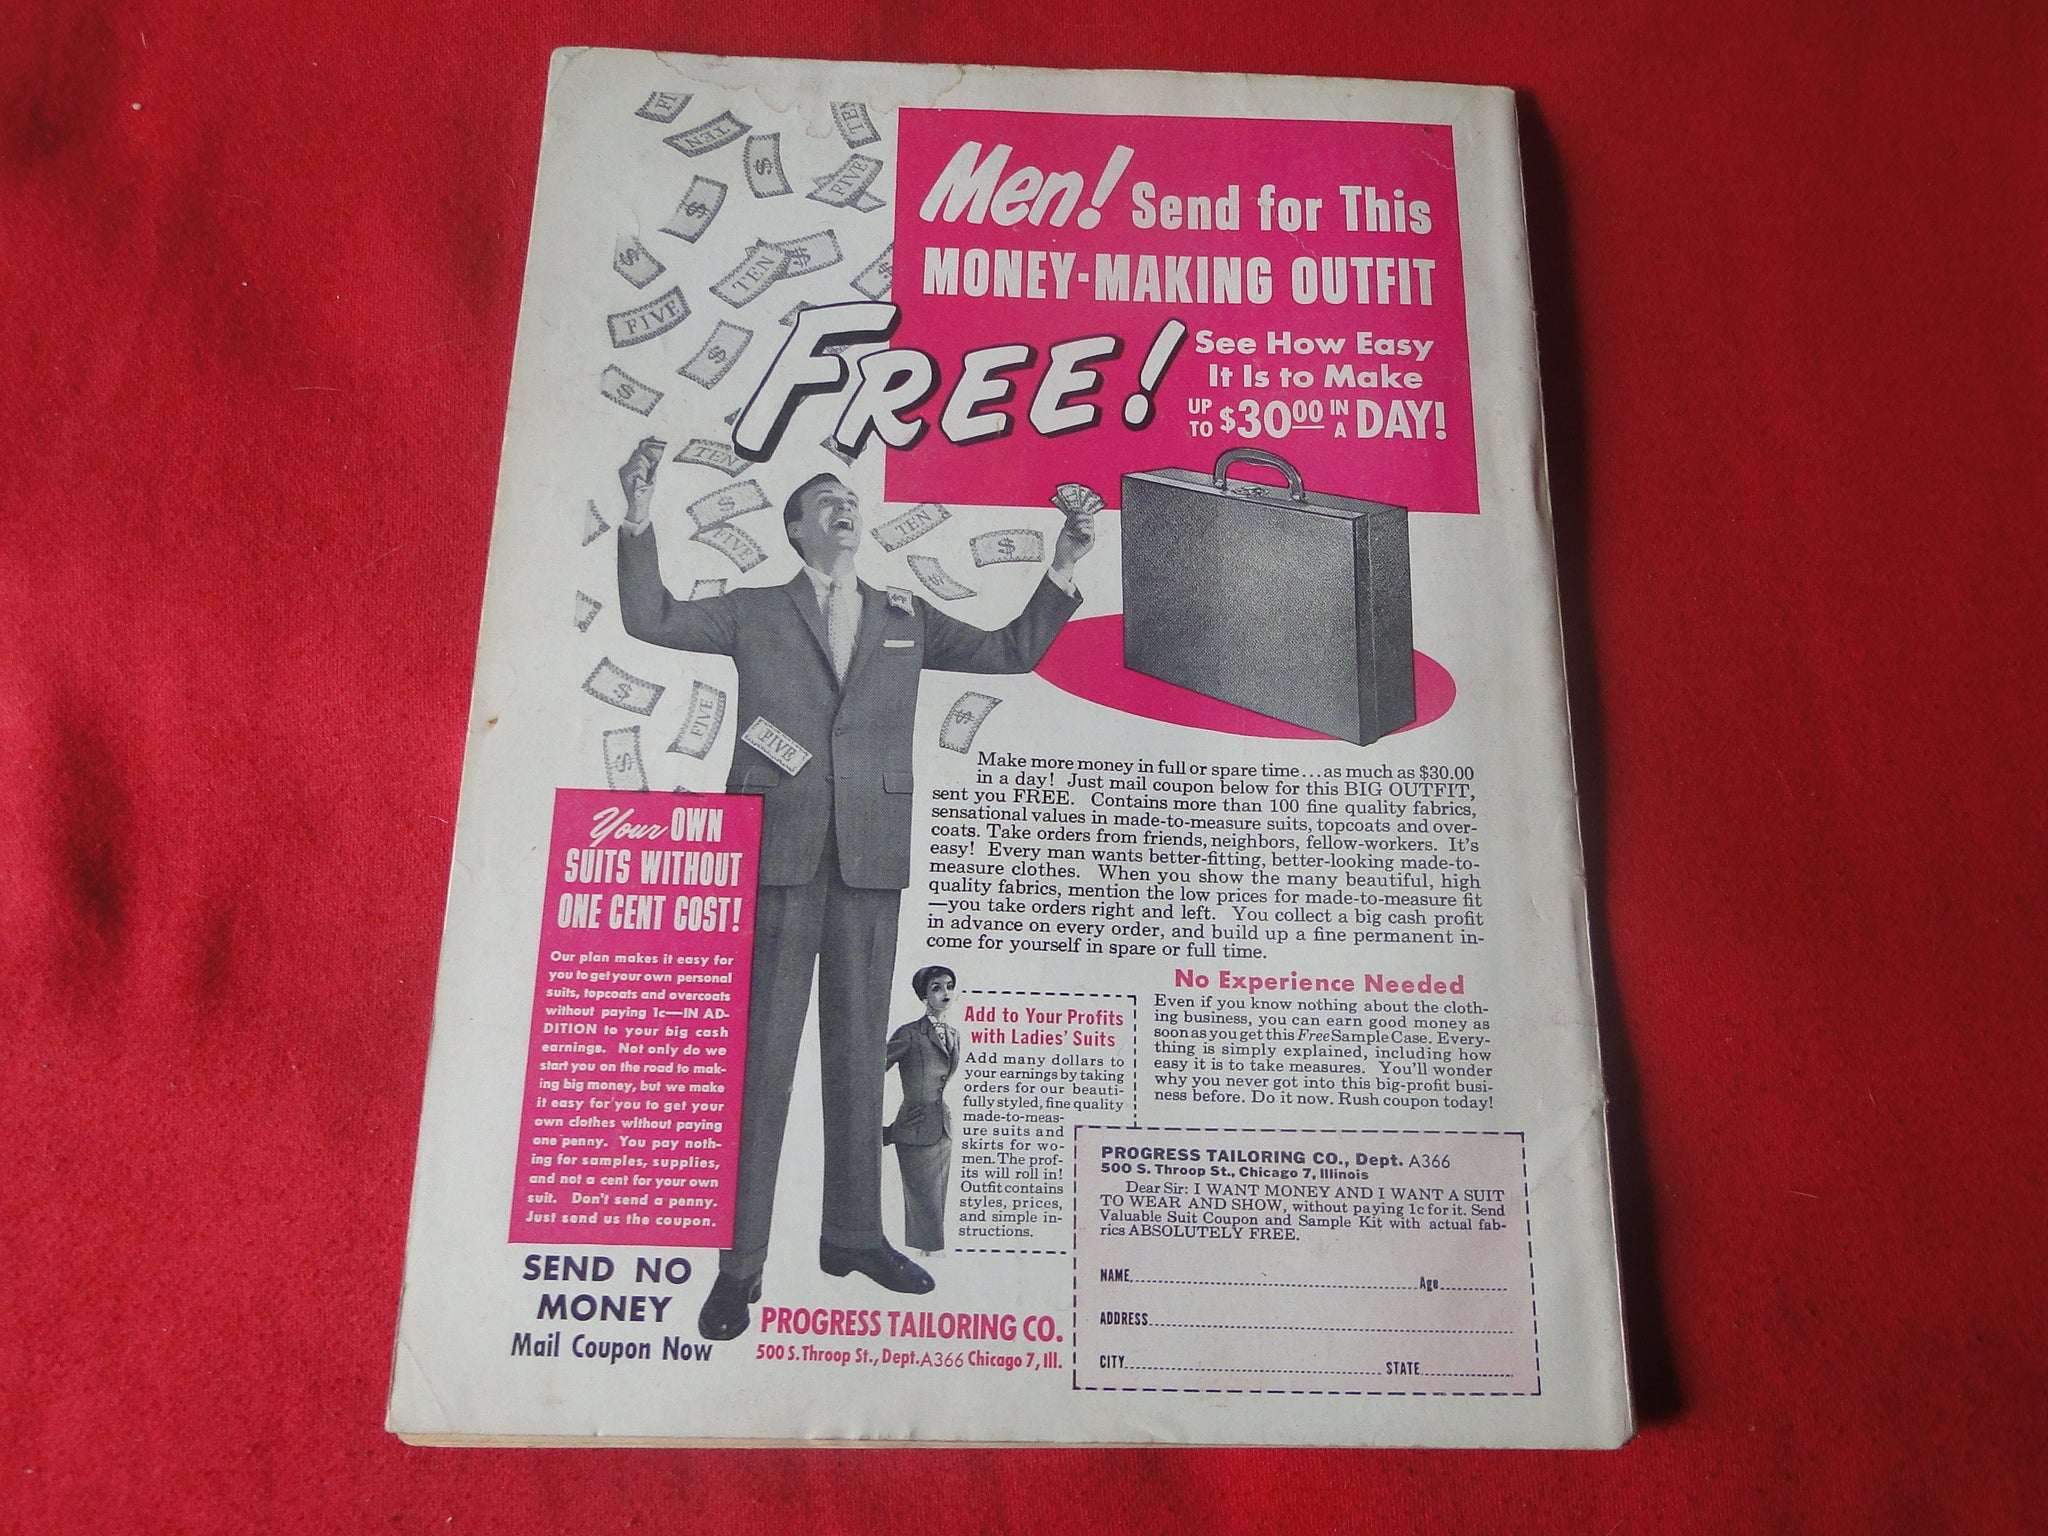 Men! Send for This
MONEY-MAKING OUTFIT
FREE!
See How Easy
It Is to Make
UP TO $30.00 IN A DAY!
FI
TEN
TEN
$
FIVE
$
$
TEN
$
$
FIVE
$
$
TEN
$
FIVE
TEN
$
$
$
$
FIVE
$
$
FIVE
Make more money in full or spare time...as much as $30.00
in a day! Just mail coupon below for this BIG OUTFIT,
sent you FREE. Contains more than 100 fine quality fabrics,
sensational values in made-to-measure suits, topcoats and over-
coats. Take orders from friends, neighbors, fellow-workers. It's
easy! Every man wants better-fitting, better-looking made-to-
measure clothes. When you show the many beautiful, high
quality fabrics, mention the low prices for made-to-measure fit
—you take orders right and left. You collect a big cash profit
in advance on every order, and build up a fine permanent in-
come for yourself in spare or full time.
Your OWN
SUITS WITHOUT
ONE CENT COST!
Our plan makes it easy for
you to get your own personal
suits, topcoats and overcoats
without paying 1c—IN AD-
DITION to your big cash
earnings. Not only do we
start you on the road to mak-
ing big money, but we make
it easy for you to get your
own clothes without paying
one penny. You pay noth-
ing for samples, supplies,
and not a cent for your own
suit. Don't send a penny.
Just send us the coupon.
SEND NO
MONEY
Mail Coupon Now
Add to Your Profits
with Ladies' Suits
Add many dollars to
your earnings by taking
orders for our beauti-
fully styled, fine quality
made-to-meas-
ure suits and
skirts for wo-
men. The prof-
its will roll in!
Outfit contains
styles, prices,
and simple in-
structions.
No Experience Needed
Even if you know nothing about the cloth-
ing business, you can earn good money as
soon as you get this Free Sample Case. Every-
thing is simply explained, including how
easy it is to take measures. You'll wonder
why you never got into this big-profit busi-
ness before. Do it now. Rush coupon today!
PROGRESS TAILORING CO.
500 S. Throop St., Dept. A366 Chicago 7, Ill.
PROGRESS TAILORING CO., Dept. A366
500 S. Throop St., Chicago 7, Illinois
Dear Sir: I WANT MONEY AND I WANT A SUIT
TO WEAR AND SHOW, without paying 1c for it. Send
Valuable Suit Coupon and Sample Kit with actual fab-
rics ABSOLUTELY FREE.
NAME Age
ADDRESS
CITY STATE